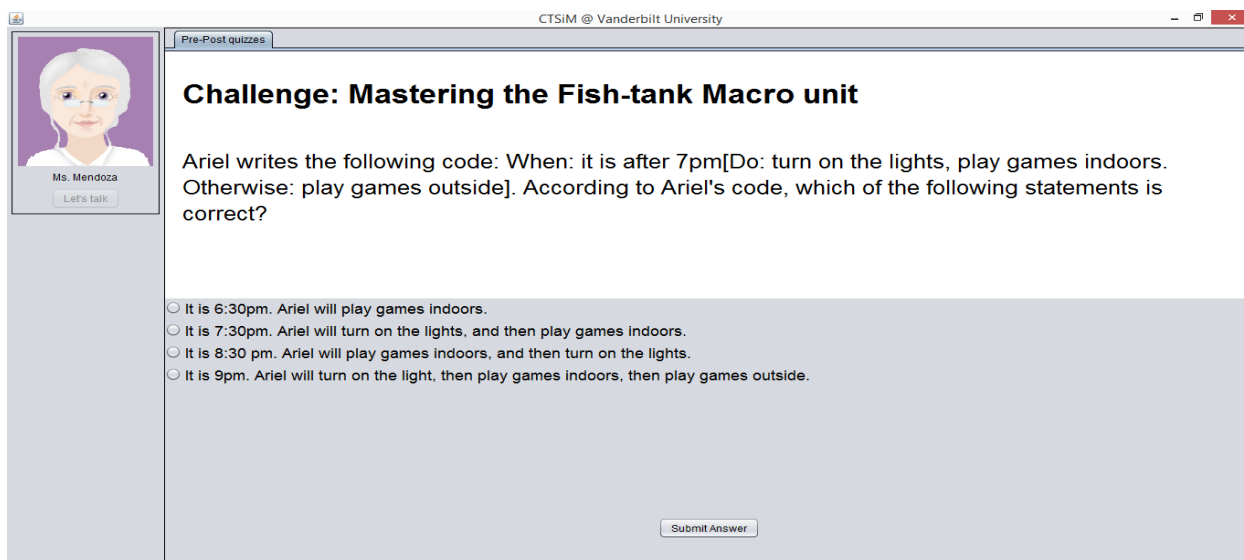 CTSiM @ Vanderbilt University
Pre-Post quizzes
Ms. Mendoza
Let's talk
Challenge: Mastering the Fish-tank Macro unit
Ariel writes the following code: When: it is after 7pm[Do: turn on the lights, play games indoors.
Otherwise: play games outside]. According to Ariel's code, which of the following statements is
correct?
It is 6:30pm. Ariel will play games indoors.
It is 7:30pm. Ariel will turn on the lights, and then play games indoors.
It is 8:30 pm. Ariel will play games indoors, and then turn on the lights.
It is 9pm. Ariel will turn on the light, then play games indoors, then play games outside.
Submit Answer